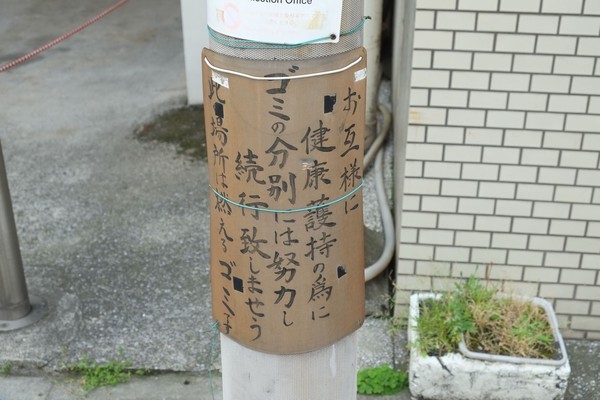 ection Office
お互様に
健康護持の為に
ゴミの分別には努力し
続行致しませう
此場所は燃えるゴミです